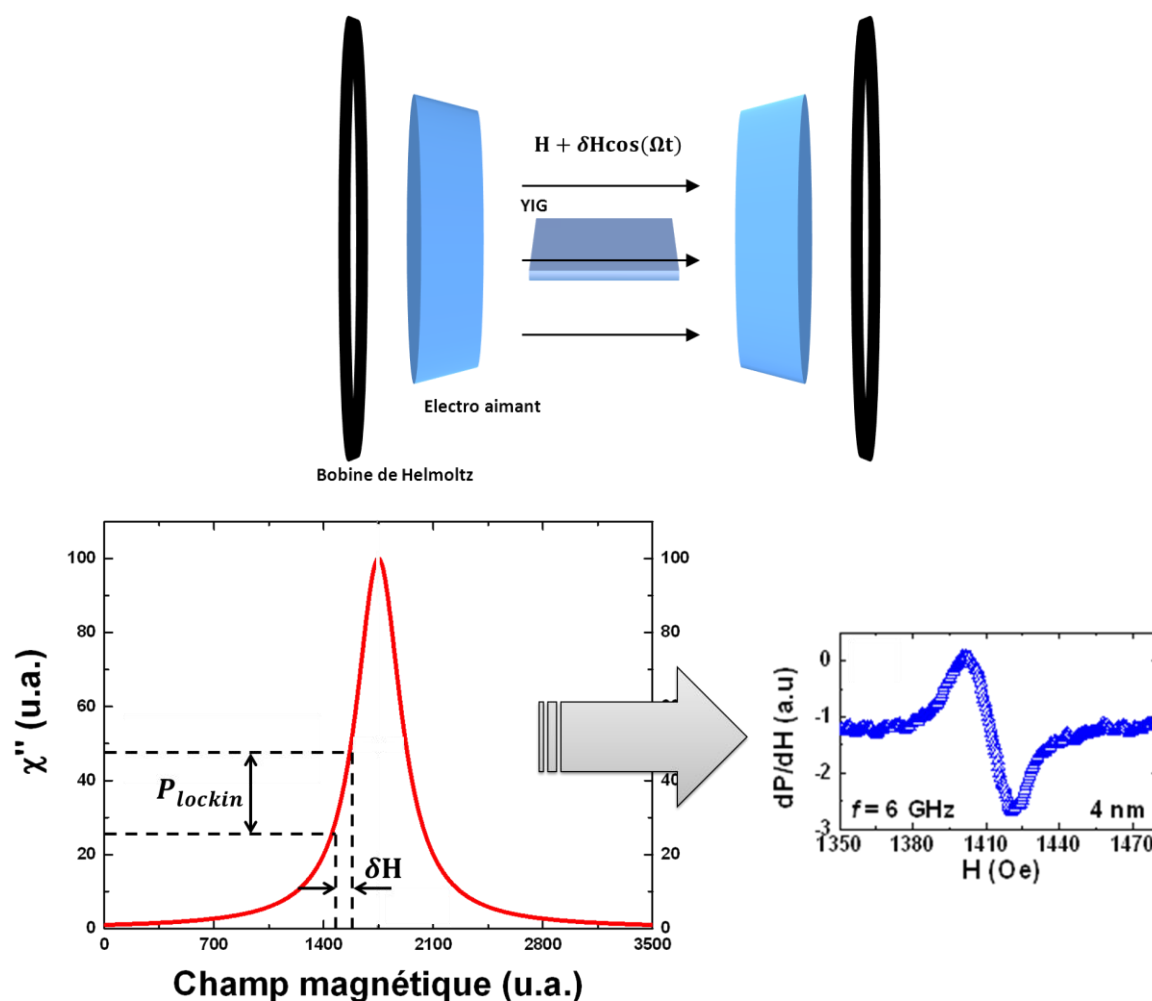 H + δHcos(Ωt)
YIG
Electro aimant
Bobine de Helmoltz
100
80
60
40
20
0
χ'' (u.a.)
P_lockin
δH
0 700 1400 2100 2800 3500
Champ magnétique (u.a.)
100
80
60
40
20
0
0
-1
-2
-3
dP/dH (a.u)
f = 6 GHz 4 nm
1350 1380 1410 1440 1470
H (Oe)